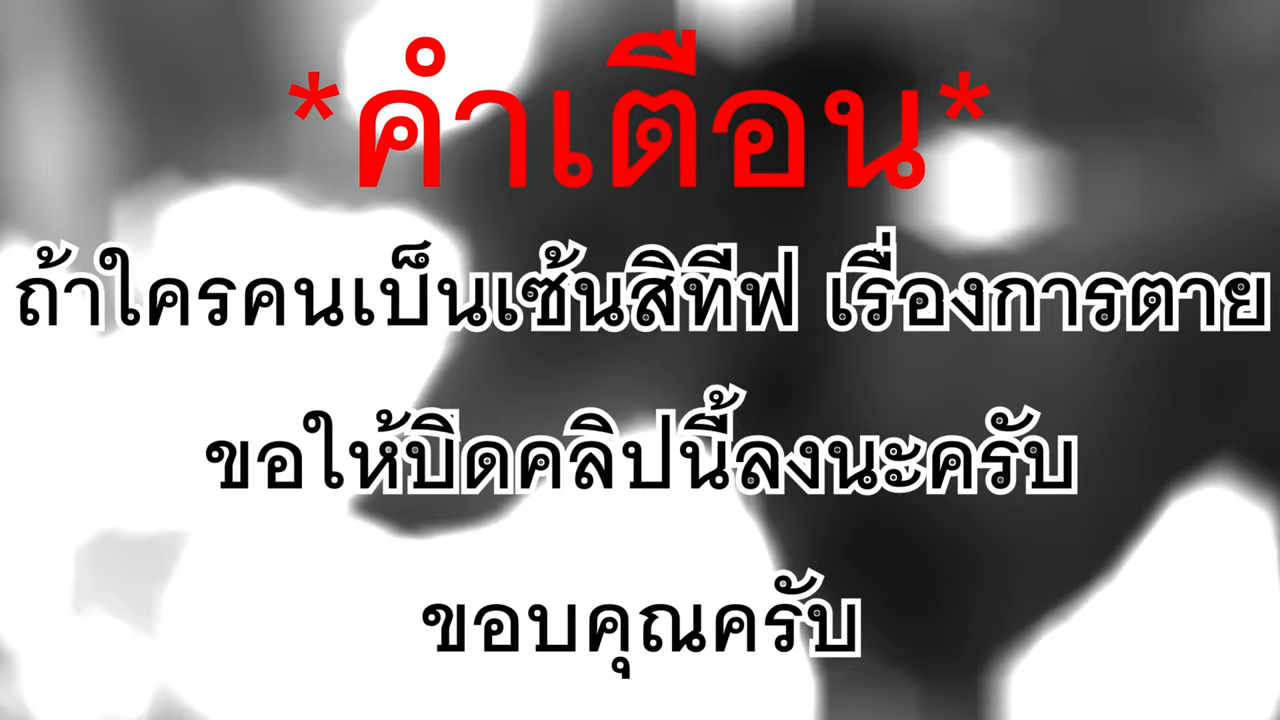 *คำเตือน*
ถ้าใครคนเป็นเซ้นสิทีฟ เรื่องการตาย
ขอให้บิดคลิปนี้ลงนะครับ
ขอบคุณครับ